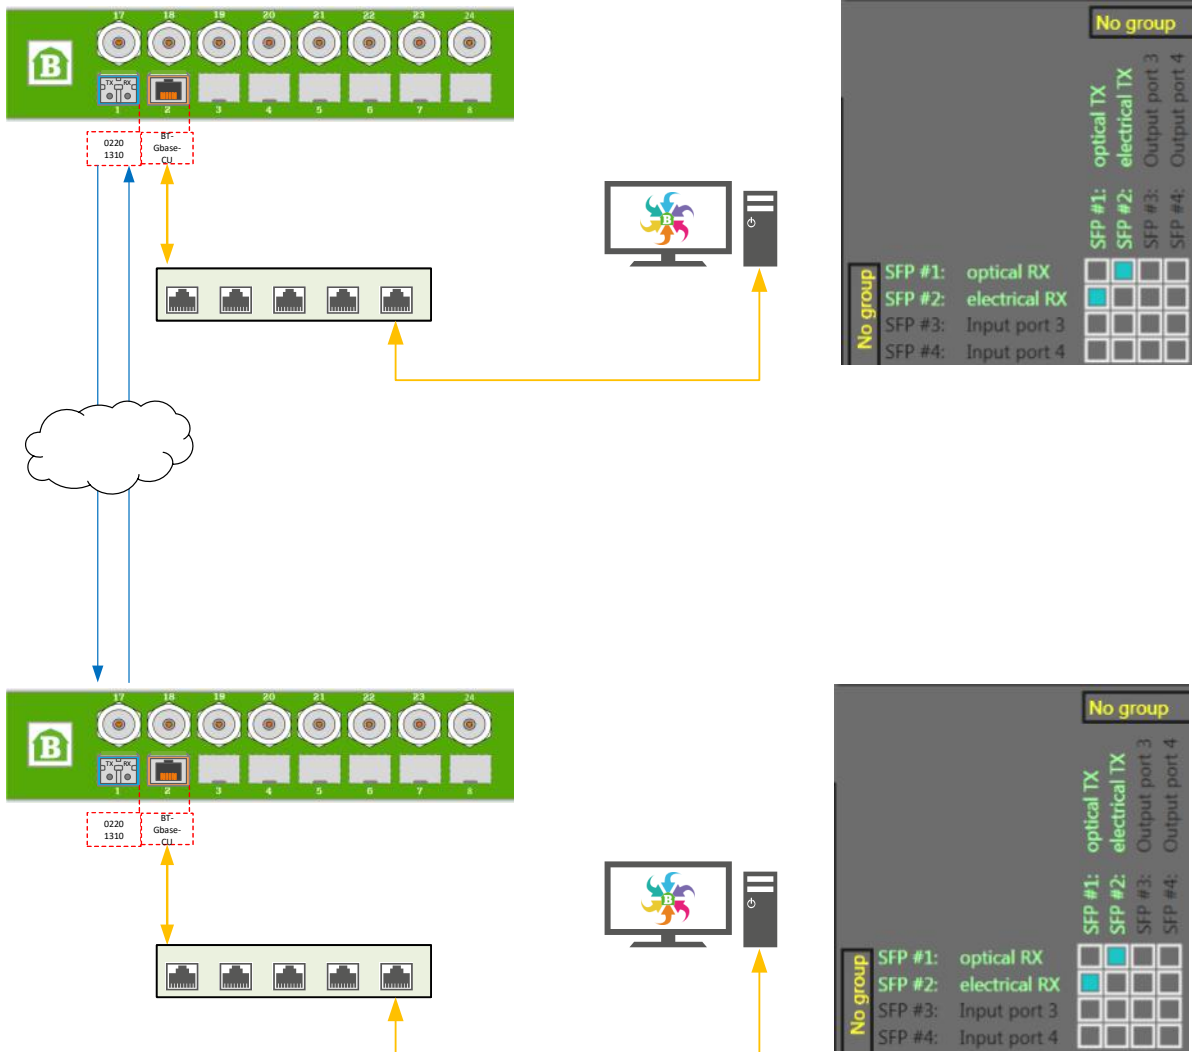 17 18 19 20 21 22 23 24
B
TX RX
1 2 3 4 5 6 7 8
0220
1310
BT-
Gbase-
CU
B
No group
SFP #1: optical TX
SFP #2: electrical TX
SFP #3: Output port 3
SFP #4: Output port 4
No group
SFP #1: optical RX
SFP #2: electrical RX
SFP #3: Input port 3
SFP #4: Input port 4
17 18 19 20 21 22 23 24
B
TX RX
1 2 3 4 5 6 7 8
0220
1310
BT-
Gbase-
CU
B
No group
SFP #1: optical TX
SFP #2: electrical TX
SFP #3: Output port 3
SFP #4: Output port 4
No group
SFP #1: optical RX
SFP #2: electrical RX
SFP #3: Input port 3
SFP #4: Input port 4